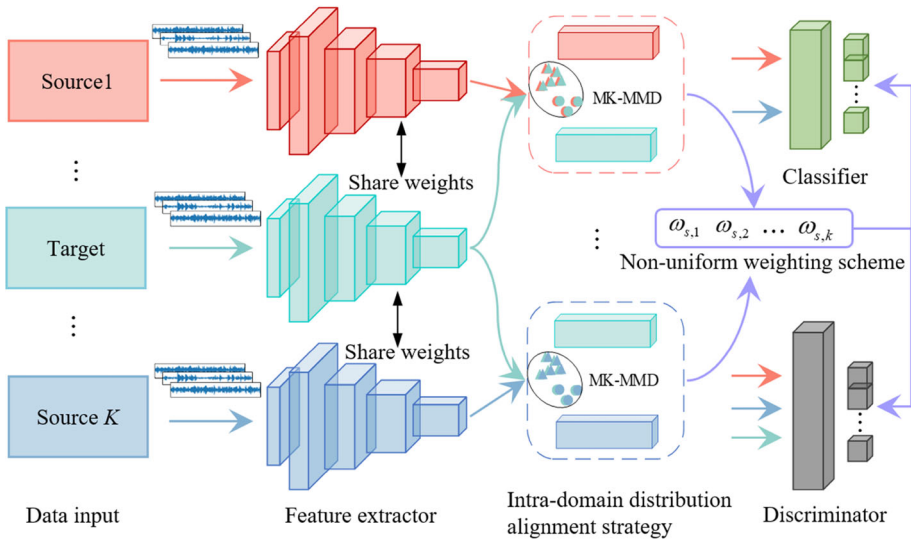 Source1
MK-MMD
Share weights
Classifier
Target
ω_{s,1} ω_{s,2} ... ω_{s,k}
Non-uniform weighting scheme
Share weights
MK-MMD
Source K
Data input
Feature extractor
Intra-domain distribution
alignment strategy
Discriminator